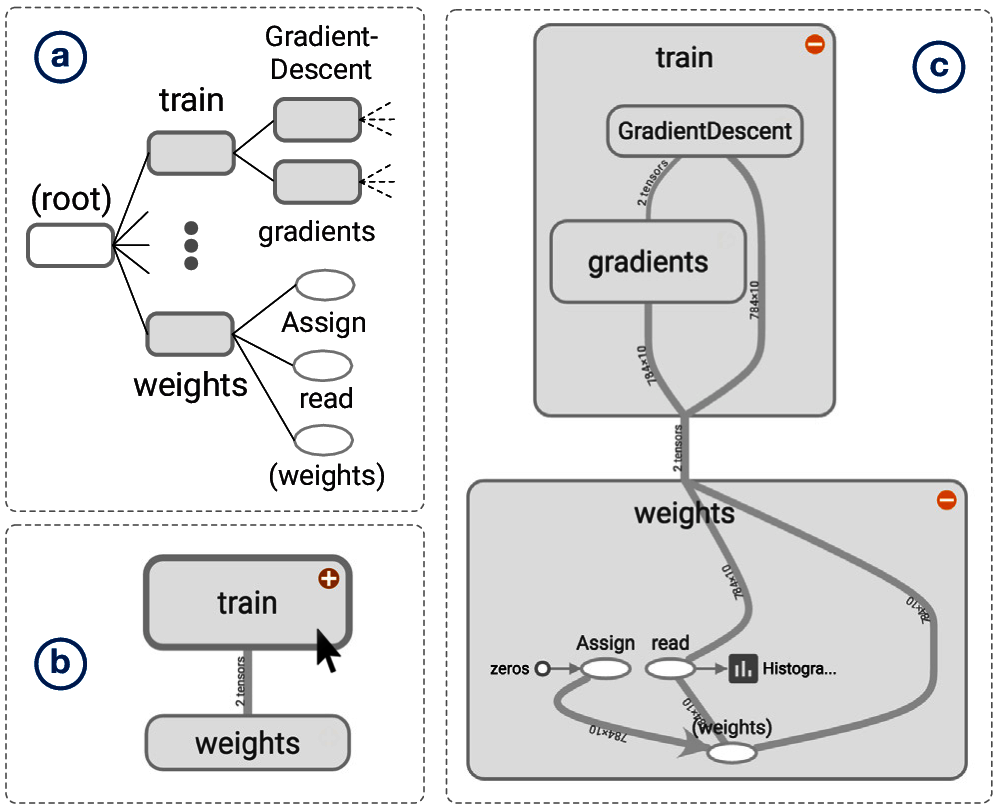 a
Gradient-
Descent
train
(root)
gradients
Assign
weights
read
(weights)
b
train
2 tensors
weights
c
train
GradientDescent
2 tensors
gradients
784×10
784×10
2 tensors
weights
784×10
784×10
Assign
read
zeros
Histogra...
784×10
(weights)
784×10